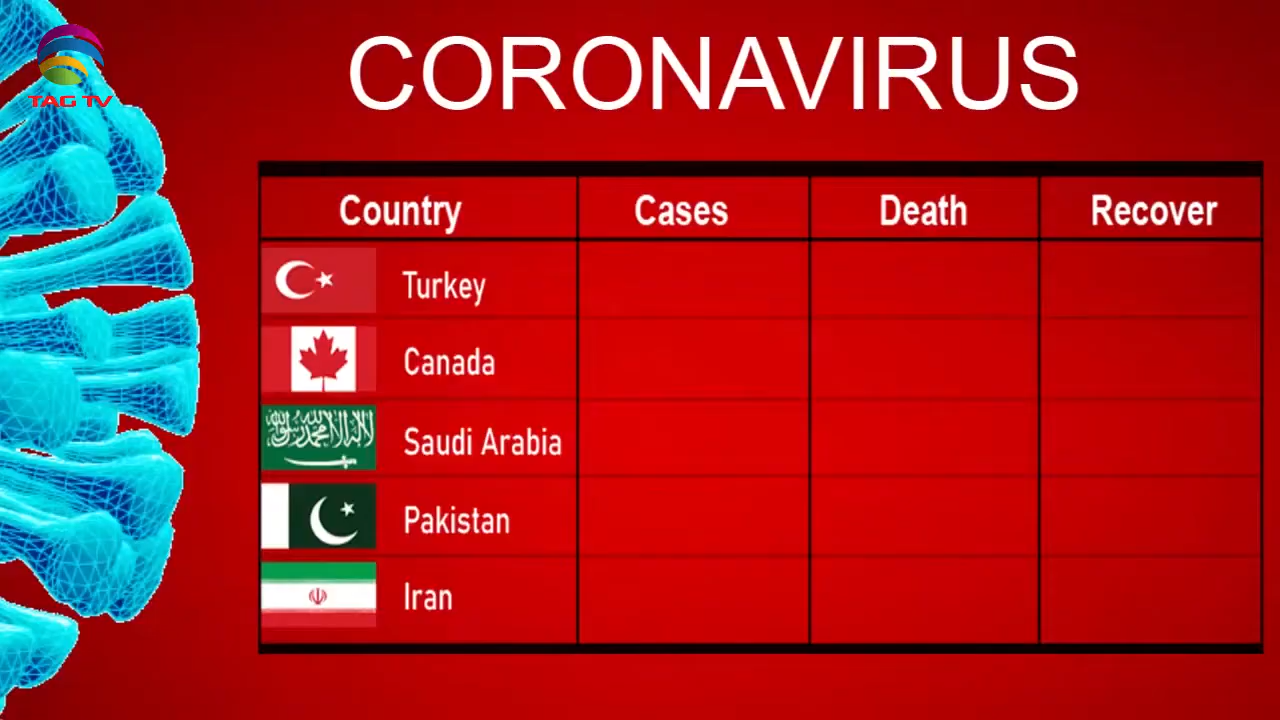 TAG TV
CORONAVIRUS
Country Cases Death Recover
Turkey
Canada
Saudi Arabia
Pakistan
Iran